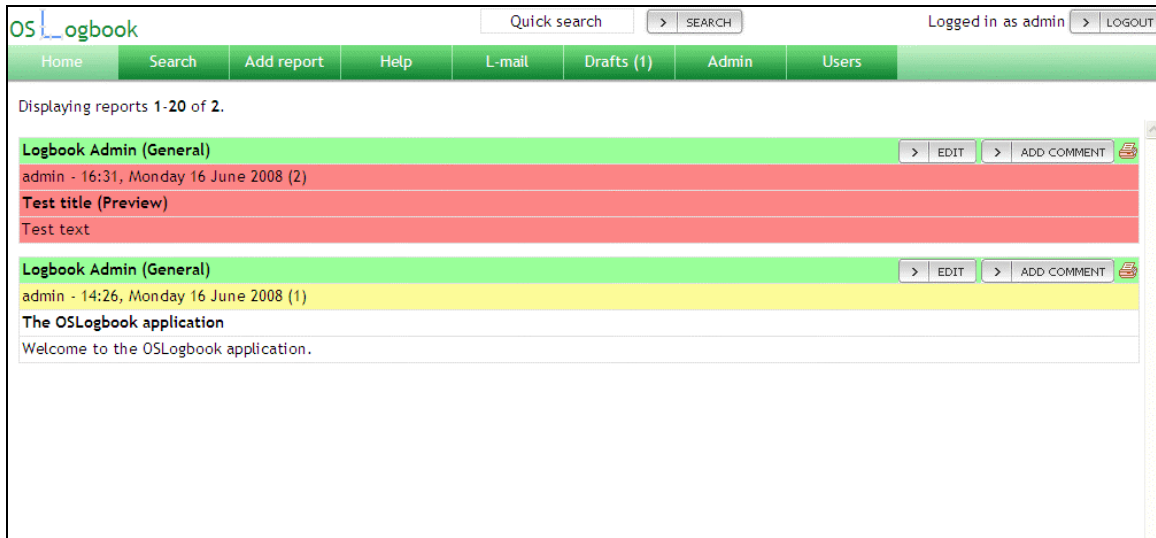 OS Logbook
Quick search SEARCH Logged in as admin LOGOUT
Home Search Add report Help L-mail Drafts (1) Admin Users
Displaying reports 1-20 of 2.
Logbook Admin (General) EDIT ADD COMMENT
admin - 16:31, Monday 16 June 2008 (2)
Test title (Preview)
Test text
Logbook Admin (General) EDIT ADD COMMENT
admin - 14:26, Monday 16 June 2008 (1)
The OSLogbook application
Welcome to the OSLogbook application.